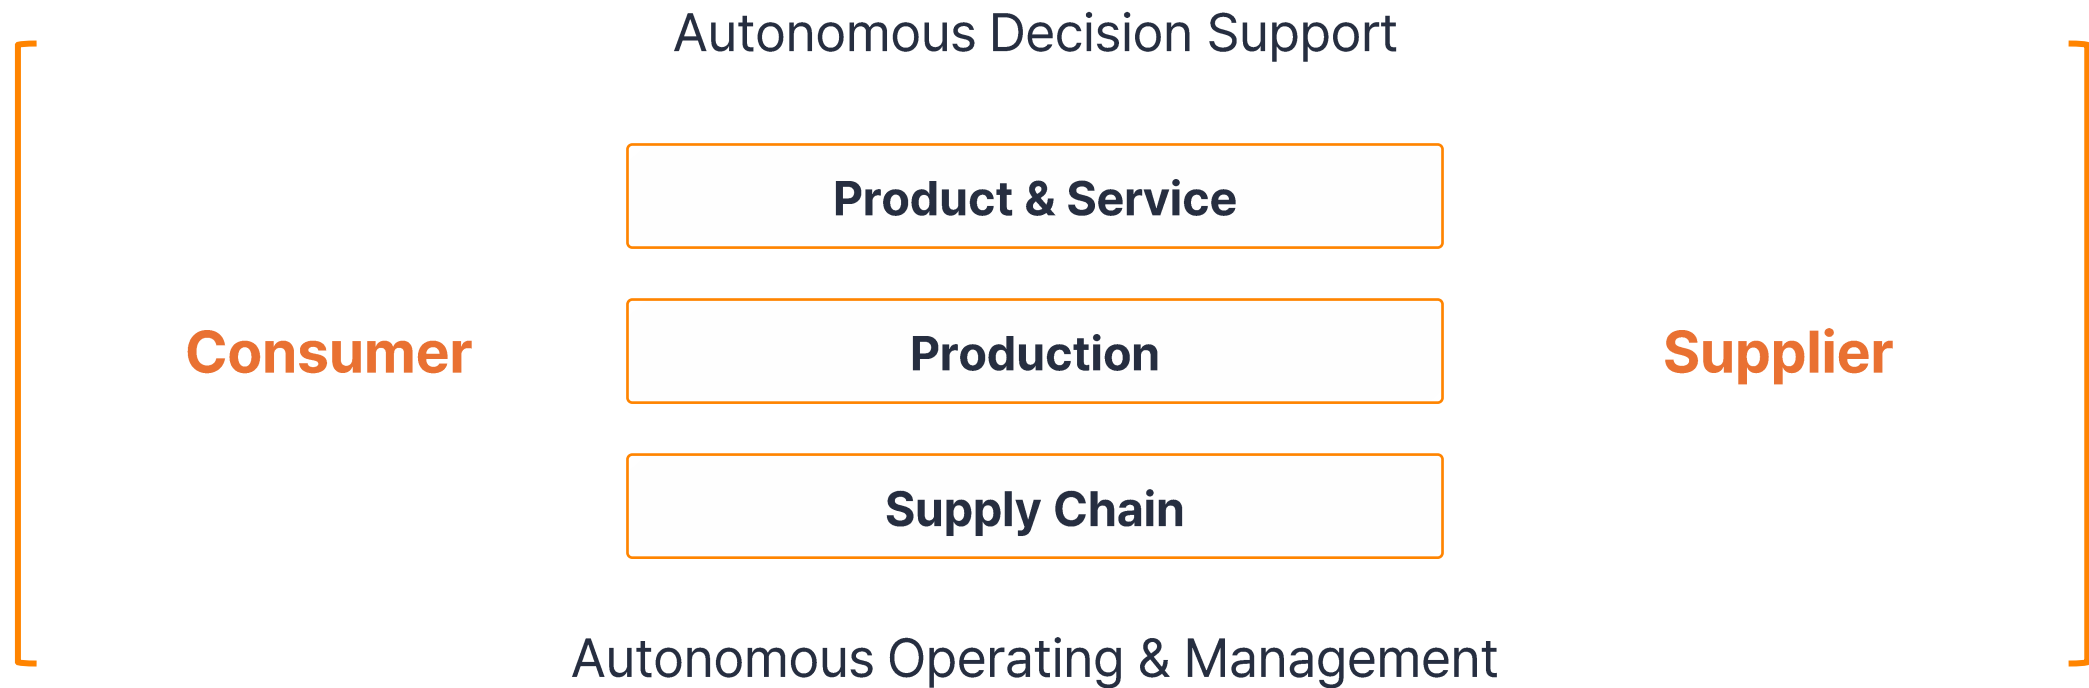 Autonomous Decision Support
Product & Service
Consumer
Production
Supplier
Supply Chain
Autonomous Operating & Management